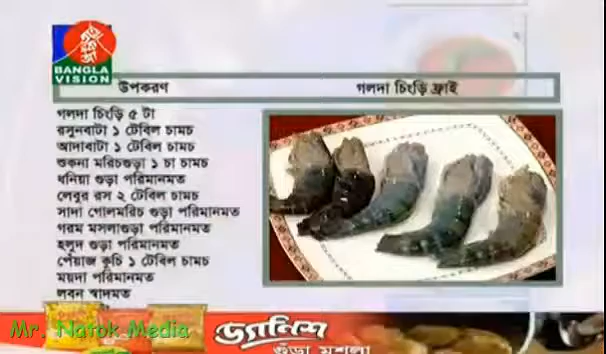 BANGLA
VISION
উপকরণ
গলদা চিংড়ি ফ্রাই
গলদা চিংড়ি ৫ টা
রসুনবাটা ১ টেবিল চামচ
আদাবাটা ১ টেবিল চামচ
শুকনা মরিচগুড়া ১ চা চামচ
ধনিয়া গুড়া পরিমানমত
লেবুর রস ২ টেবিল চামচ
সাদা গোলমরিচ গুড়া পরিমানমত
গরম মসলাগুড়া পরিমানমত
হলুদ গুড়া পরিমানমত
পেঁয়াজ কুচি ১ টেবিল চামচ
ময়দা পরিমানমত
লবন স্বাদমত
Mr. Natok Media
ড্যানিশ
গুঁড়া মশলা